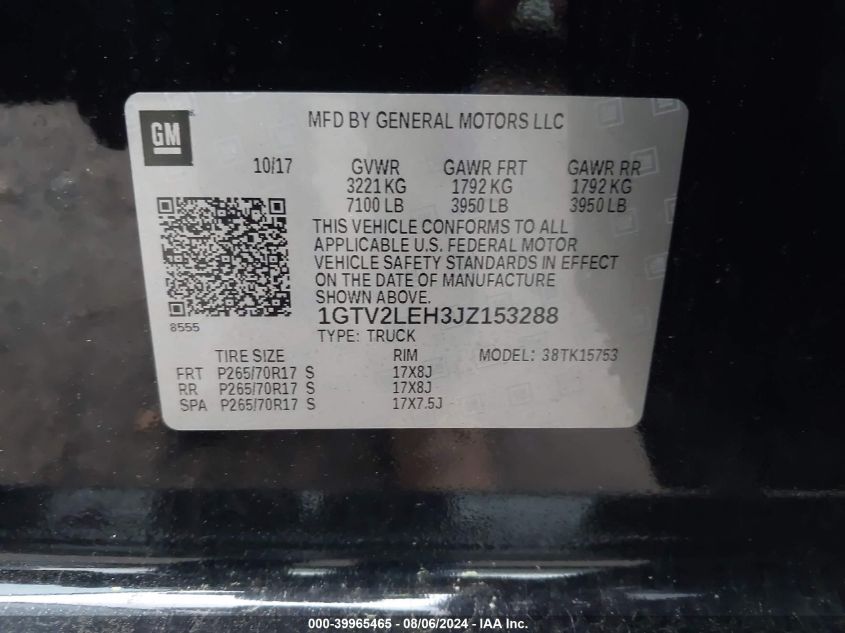 GM
MFD BY GENERAL MOTORS LLC
10/17 GVWR GAWR FRT GAWR RR
3221 KG 1792 KG 1792 KG
7100 LB 3950 LB 3950 LB
THIS VEHICLE CONFORMS TO ALL
APPLICABLE U.S. FEDERAL MOTOR
VEHICLE SAFETY STANDARDS IN EFFECT
ON THE DATE OF MANUFACTURE
SHOWN ABOVE.
8555
1GTV2LEH3JZ153288
TYPE: TRUCK
TIRE SIZE RIM MODEL: 38TK15753
FRT P265/70R17 S 17X8J
RR P265/70R17 S 17X8J
SPA P265/70R17 S 17X7.5J
000-39965465 - 08/06/2024 - IAA Inc.